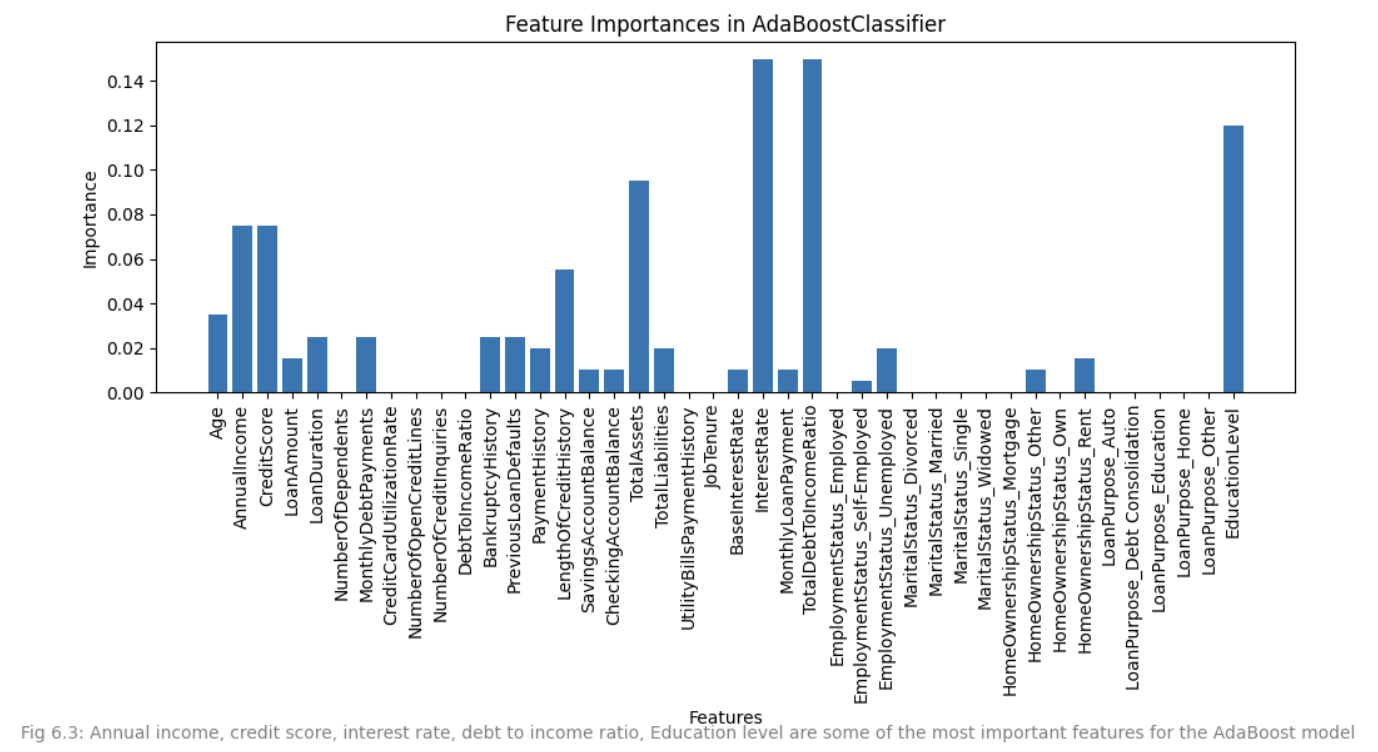 Feature Importances in AdaBoostClassifier
Importance
0.14
0.12
0.10
0.08
0.06
0.04
0.02
0.00
Age
AnnualIncome
CreditScore
LoanAmount
LoanDuration
NumberOfDependents
MonthlyDebtPayments
CreditCardUtilizationRate
NumberOfOpenCreditLines
NumberOfCreditInquiries
DebtToIncomeRatio
BankruptcyHistory
PreviousLoanDefaults
PaymentHistory
LengthOfCreditHistory
SavingsAccountBalance
CheckingAccountBalance
TotalAssets
TotalLiabilities
UtilityBillsPaymentHistory
JobTenure
BaseInterestRate
InterestRate
MonthlyLoanPayment
TotalDebtToIncomeRatio
EmploymentStatus_Employed
EmploymentStatus_Self-Employed
EmploymentStatus_Unemployed
MaritalStatus_Divorced
MaritalStatus_Married
MaritalStatus_Single
MaritalStatus_Widowed
HomeOwnershipStatus_Mortgage
HomeOwnershipStatus_Other
HomeOwnershipStatus_Own
HomeOwnershipStatus_Rent
LoanPurpose_Auto
LoanPurpose_Debt Consolidation
LoanPurpose_Education
LoanPurpose_Home
LoanPurpose_Other
EducationLevel
Features
Fig 6.3: Annual income, credit score, interest rate, debt to income ratio, Education level are some of the most important features for the AdaBoost model